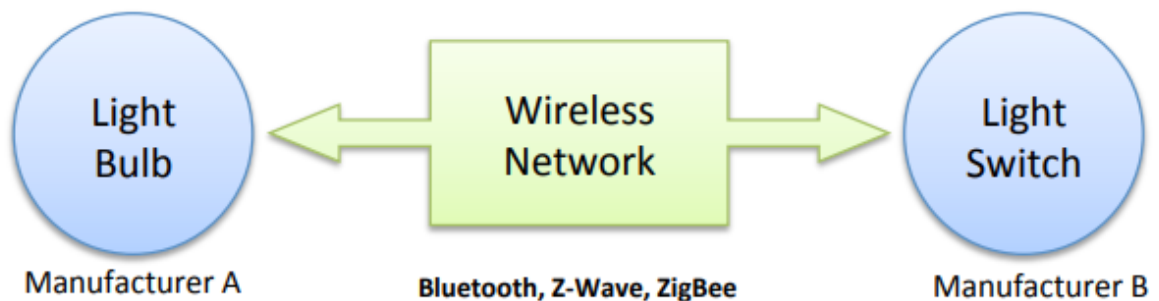 Light
Bulb
Wireless
Network
Light
Switch
Manufacturer A
Bluetooth, Z-Wave, ZigBee
Manufacturer B